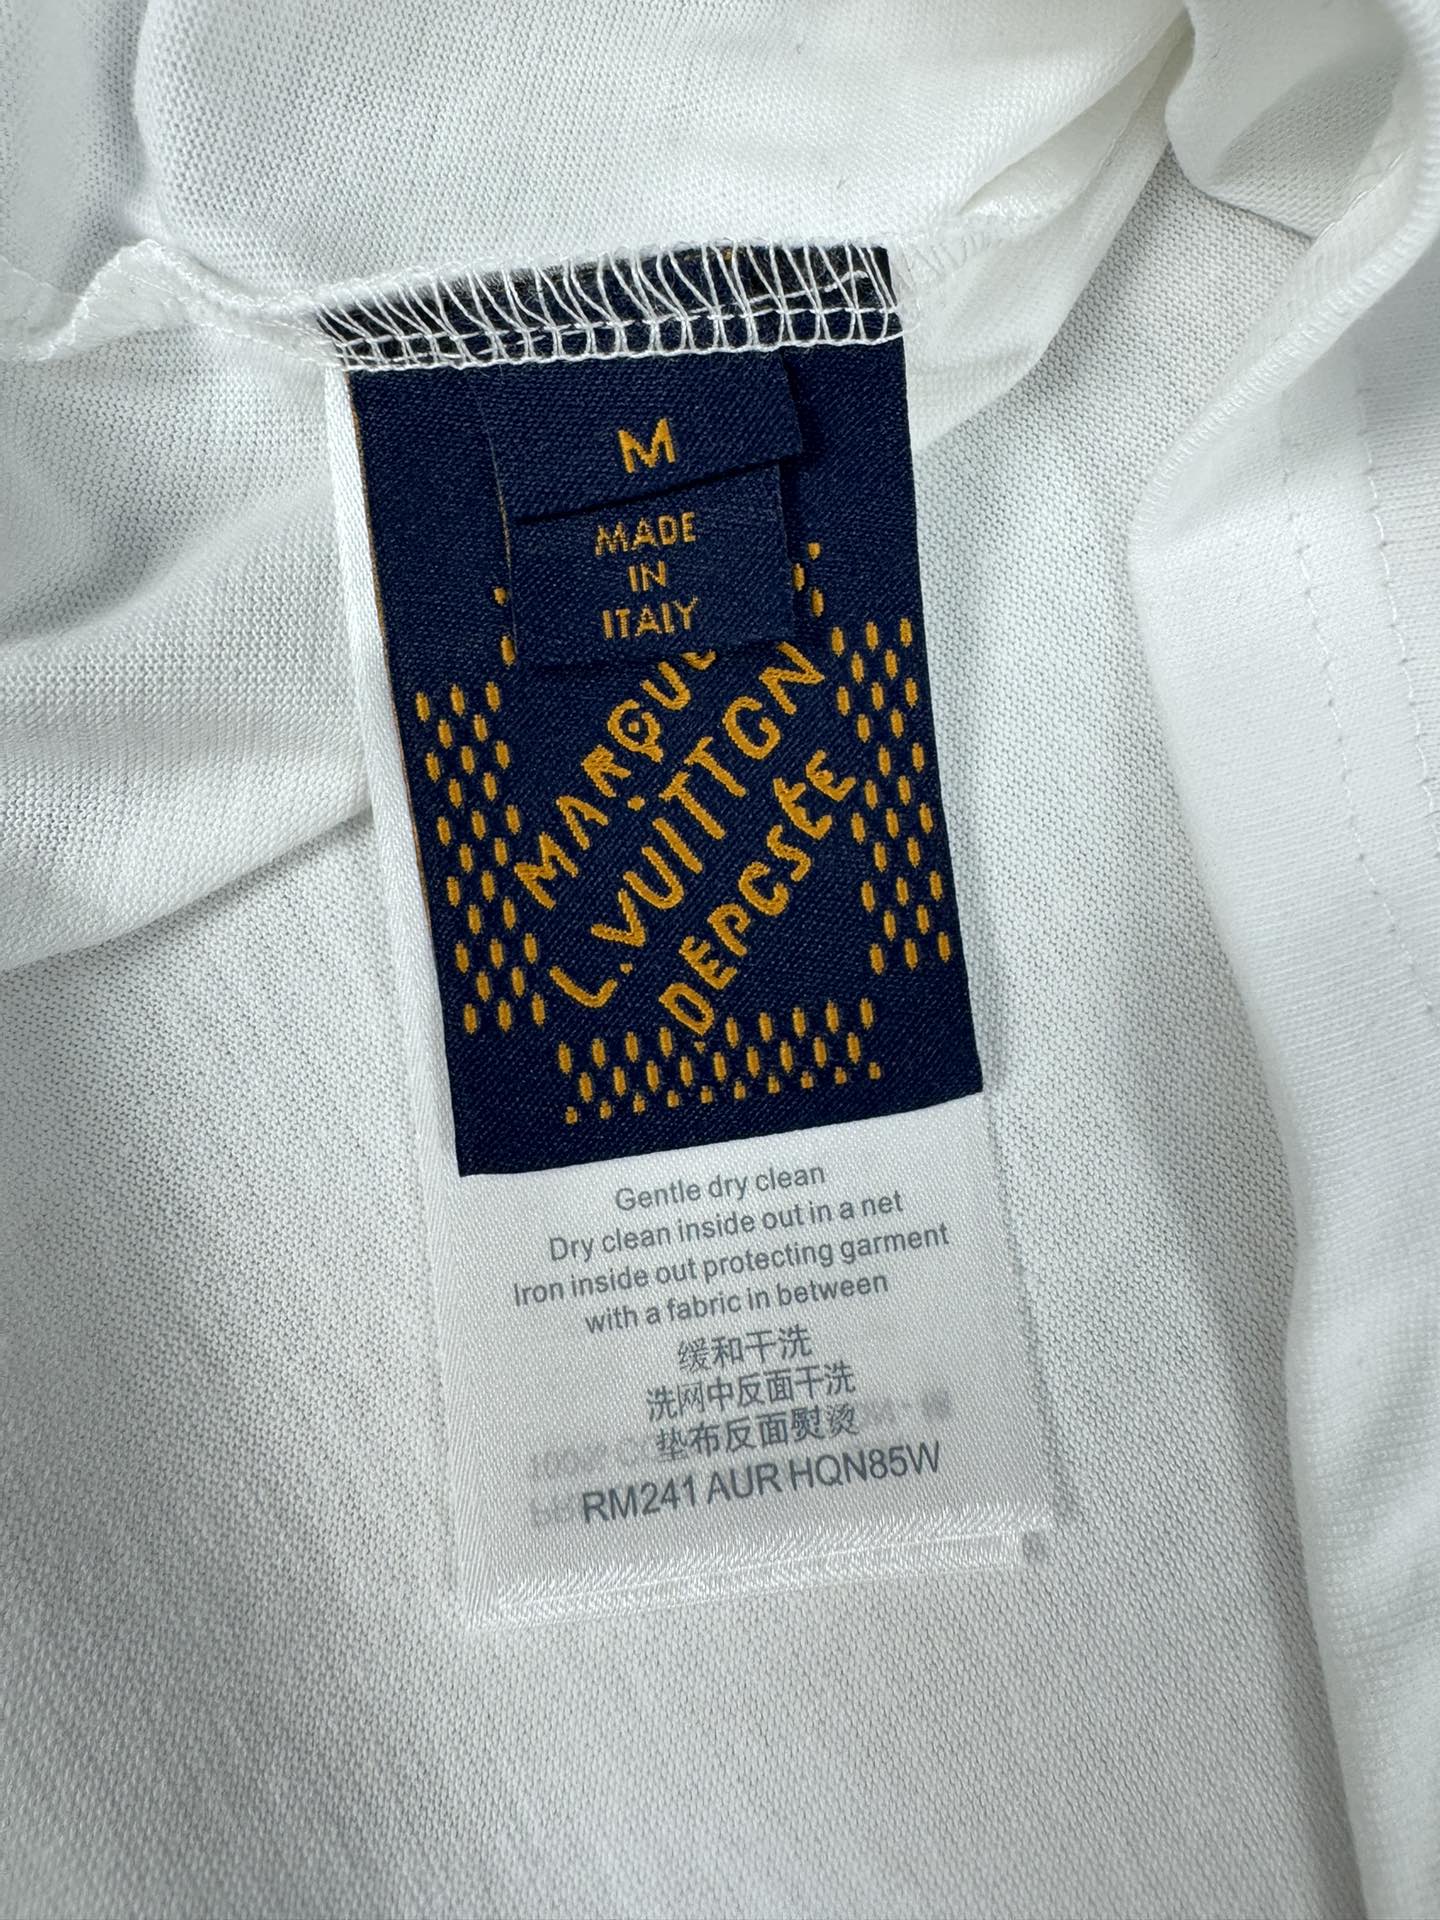 M
MADE
IN
ITALY
MARQUE
L.VUITTON
DÉPOSÉE
Gentle dry clean
Dry clean inside out in a net
Iron inside out protecting garment
with a fabric in between
缓和干洗
洗网中反面干洗
垫布反面熨烫
RM241 AUR HQN85W